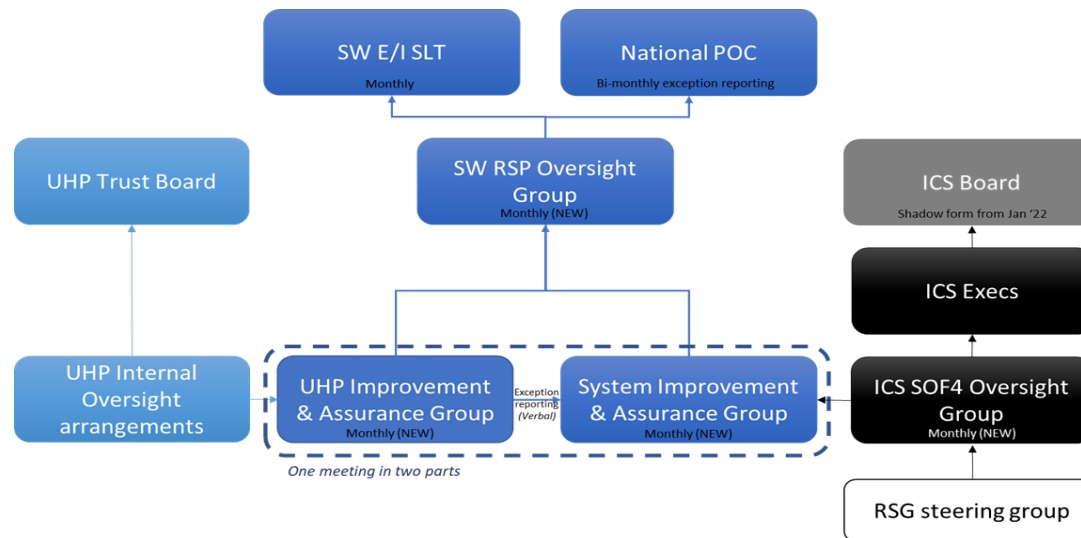 SW E/I SLT
Monthly
National POC
Bi-monthly exception reporting
UHP Trust Board
SW RSP Oversight
Group
Monthly (NEW)
ICS Board
Shadow form from Jan '22
ICS Execs
UHP Internal
Oversight
arrangements
UHP Improvement
& Assurance Group
Monthly (NEW)
Exception
reporting
(Verbal)
System Improvement
& Assurance Group
Monthly (NEW)
ICS SOF4 Oversight
Group
Monthly (NEW)
One meeting in two parts
RSG steering group